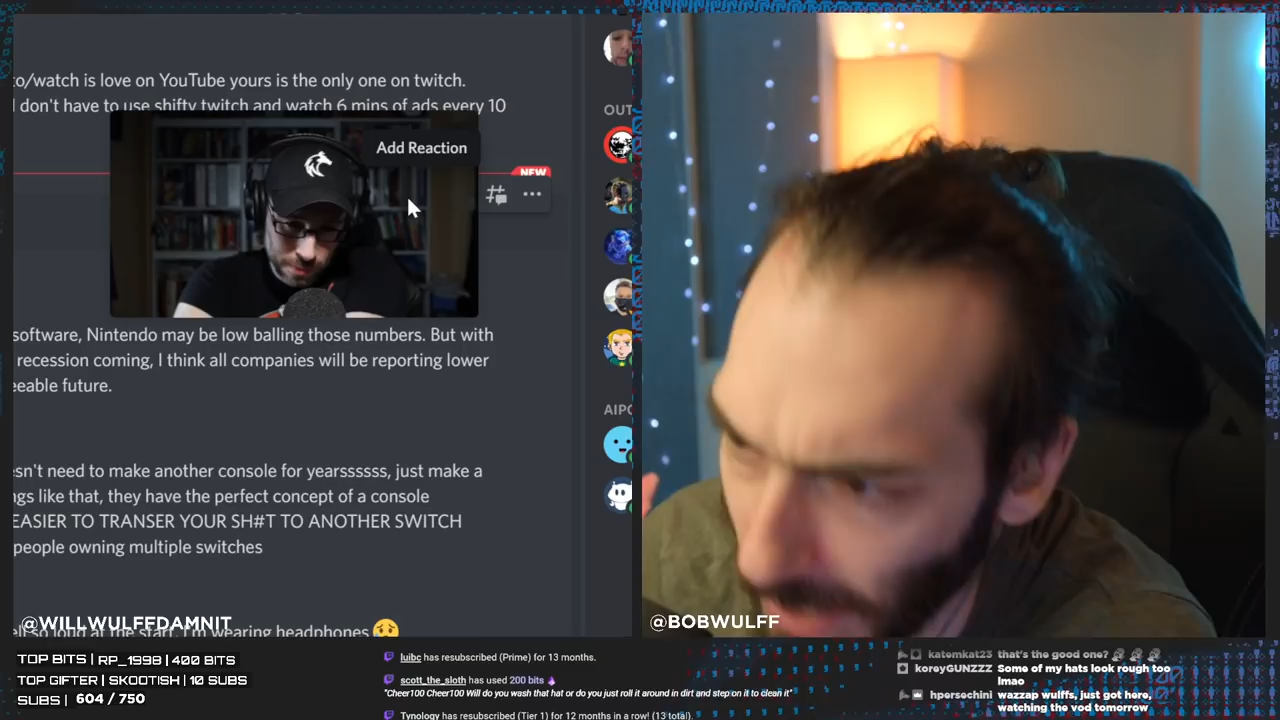 to/watch is love on YouTube yours is the only one on twitch.
don't have to use shifty twitch and watch 6 mins of ads every 10
Add Reaction
NEW
software, Nintendo may be low balling those numbers. But with
recession coming, I think all companies will be reporting lower
eeable future.
esn't need to make another console for yearssssss, just make a
ngs like that, they have the perfect concept of a console
EASIER TO TRANSER YOUR SH#T TO ANOTHER SWITCH
people owning multiple switches
so loud at the start, I'm wearing headphones
OUT
AIPO
@WILLWULFFDAMNIT
@BOBWULFF
TOP BITS | RP_1998 | 400 BITS
TOP GIFTER | SKOOTISH | 10 SUBS
SUBS | 604 / 750
luibc has resubscribed (Prime) for 13 months.
scott_the_sloth has used 200 bits
"Cheer100 Cheer100 Will do you wash that hat or do you just roll it around in dirt and step on it to clean it"
Tynology has resubscribed (Tier 1) for 12 months in a row! (13 total).
katemkat23 that's the good one?
koreyGUNZZZ Some of my hats look rough too
lmao
hpersechini wazzap wulffs, just got here,
watching the vod tomorrow